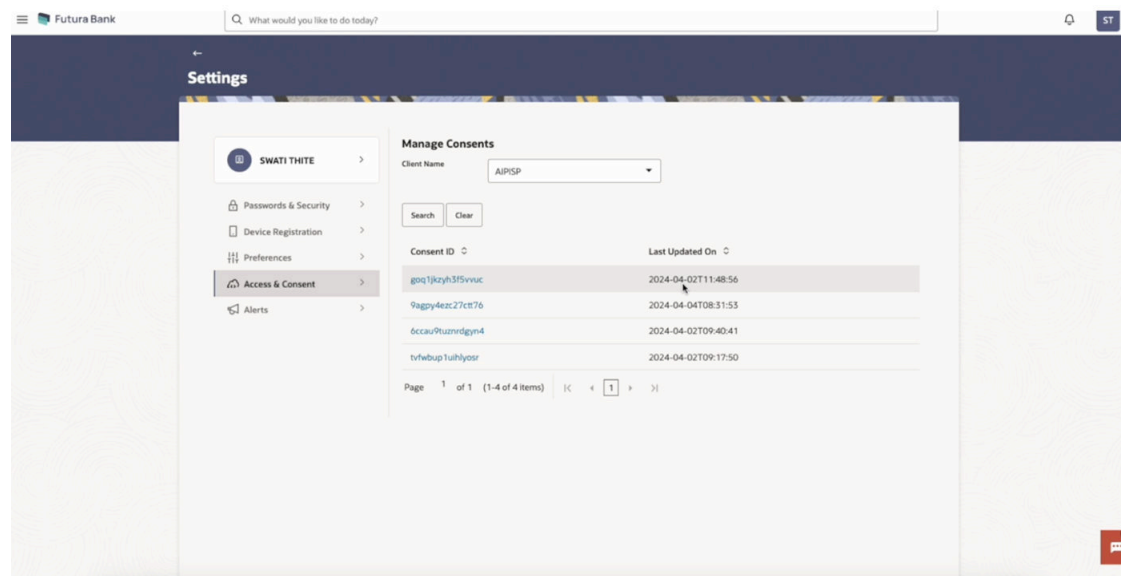 Futura Bank
What would you like to do today?
ST
Settings
SWATI THITE
Passwords & Security
Device Registration
Preferences
Access & Consent
Alerts
Manage Consents
Client Name
AIPISP
Search Clear
Consent ID Last Updated On
goq1jkzyh3f5vvuc 2024-04-02T11:48:56
9agpy4ezc27ctt76 2024-04-04T08:31:53
6ccau9tuznrdgyn4 2024-04-02T09:40:41
tvfwbup1uihlyosr 2024-04-02T09:17:50
Page 1 of 1 (1-4 of 4 items) 1